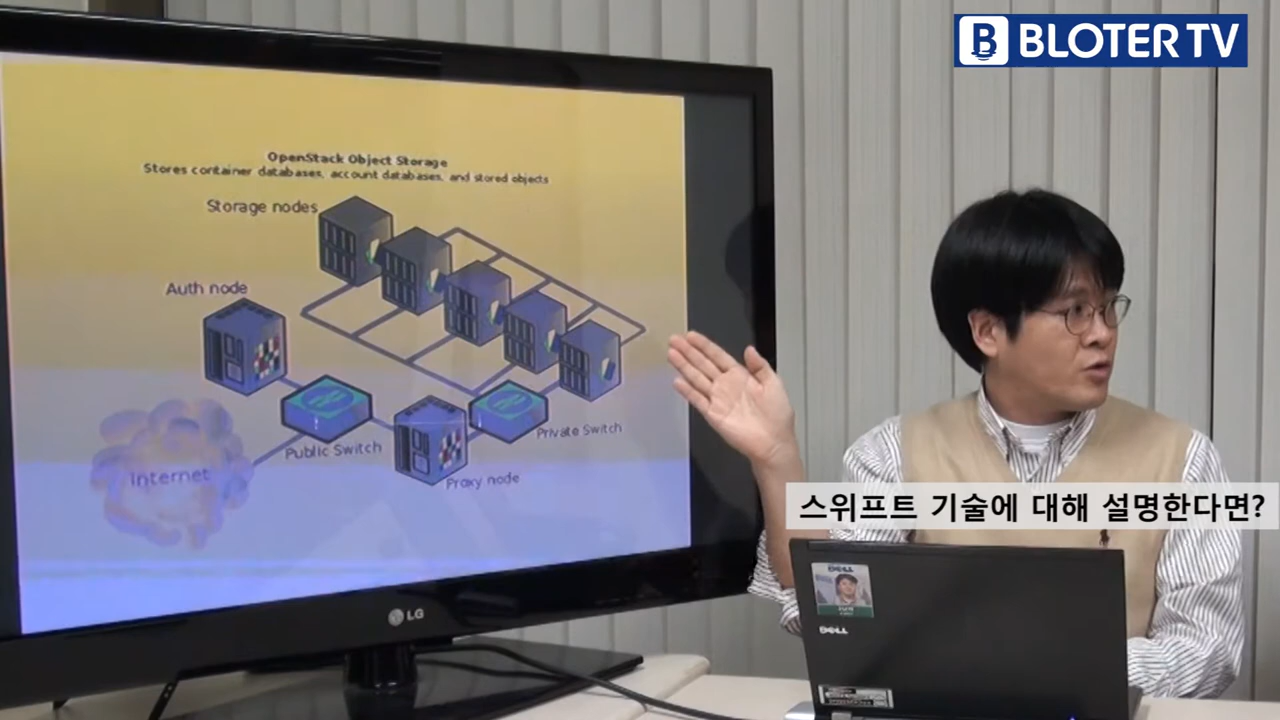 BLOTER TV
OpenStack Object Storage
Stores container databases, account databases, and stored objects
Storage nodes
Auth node
Public Switch
Private Switch
Internet
Proxy node
스위프트 기술에 대해 설명한다면?
DELL
DELL
LG